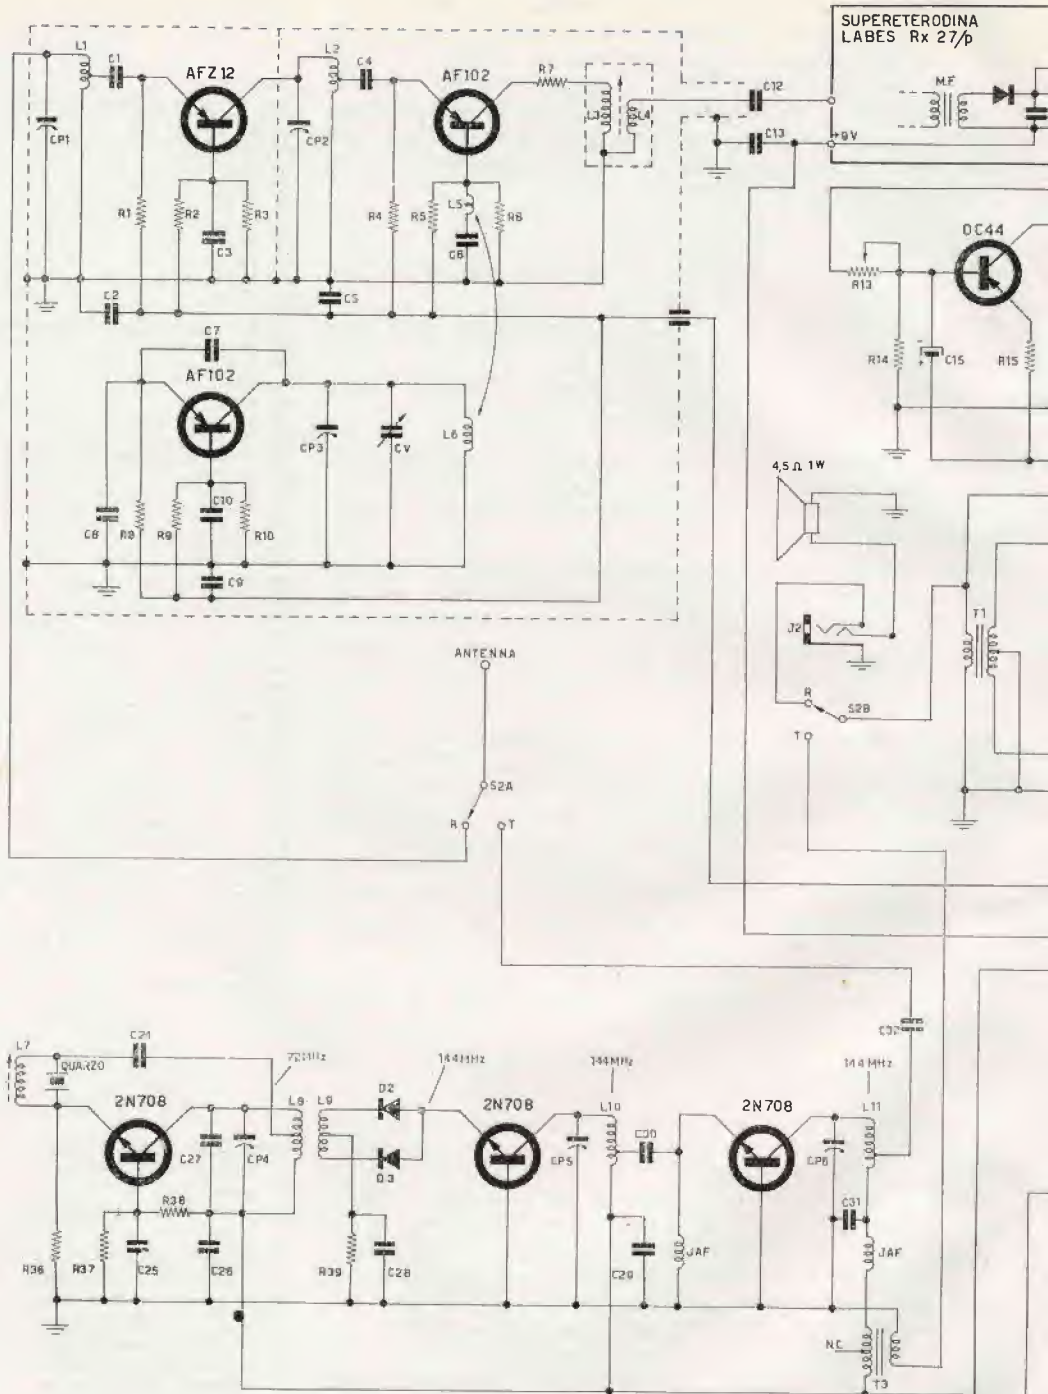 SUPERETERODINA
LABES Rx 27/p
L1
C1
AFZ12
L2
C4
AF102
R7
M.F.
CP1
CP2
L3
L4
C12
C13
+9V
R1
R2
R3
C3
R4
R5
L5
R6
C6
OC44
R13
C2
C5
C7
AF102
R14
C15
R15
CP3
CV
L6
4,5 Ω 1W
C8
R8
R9
C10
R10
C9
J2
T1
ANTENNA
R
S2B
T
S2A
R
T
C32
L7
QUARZO
C24
72MHz
144MHz
144MHz
144MHz
2N708
L8
L9
D2
2N708
L10
2N708
L11
C27
CP4
D3
CP5
C30
CP6
R38
C31
R36
R37
C25
C26
R39
C28
C29
JAF
JAF
N.C.
T3